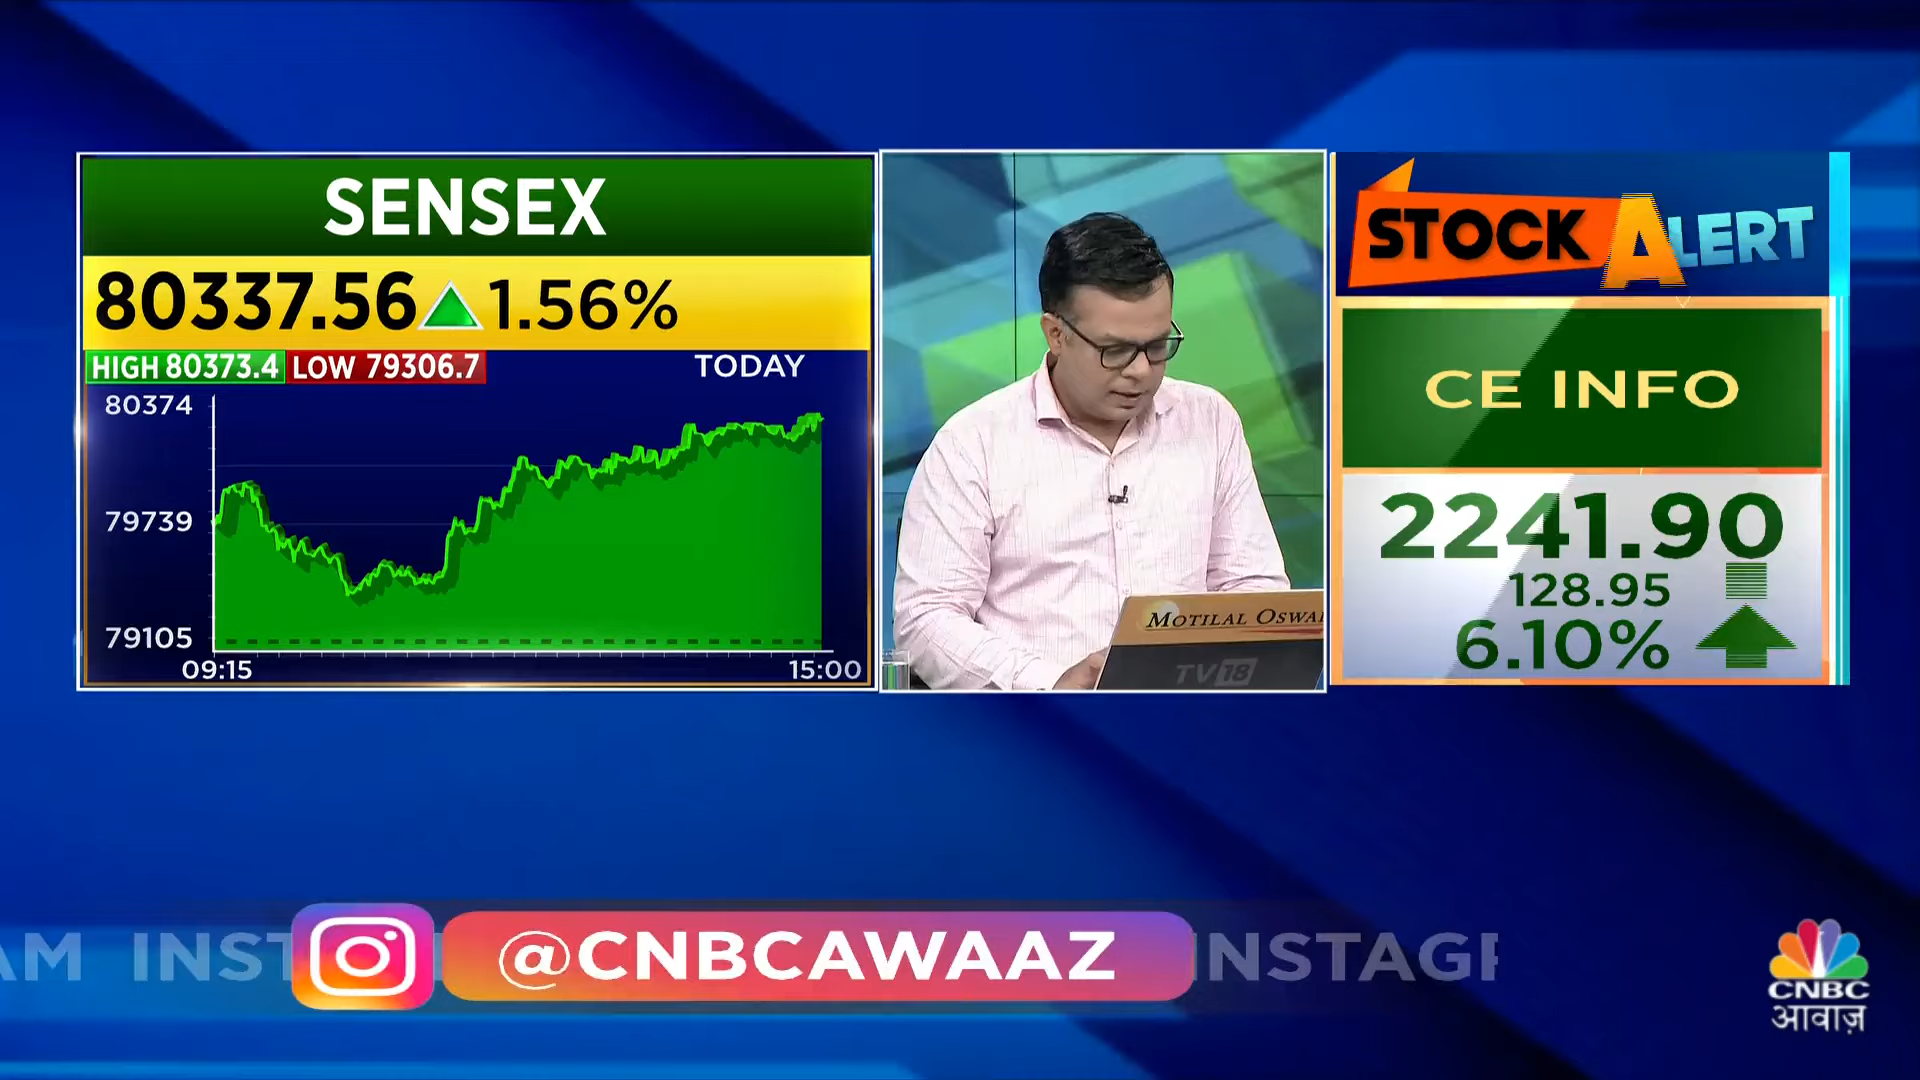 SENSEX
80337.56 1.56%
HIGH 80373.4 LOW 79306.7 TODAY
80374
79739
79105
09:15 15:00
MOTILAL OSWAL
TV18
STOCK ALERT
CE INFO
2241.90
128.95
6.10%
AM INST @CNBCAWAAZ INSTAGR
CNBC
आवाज़